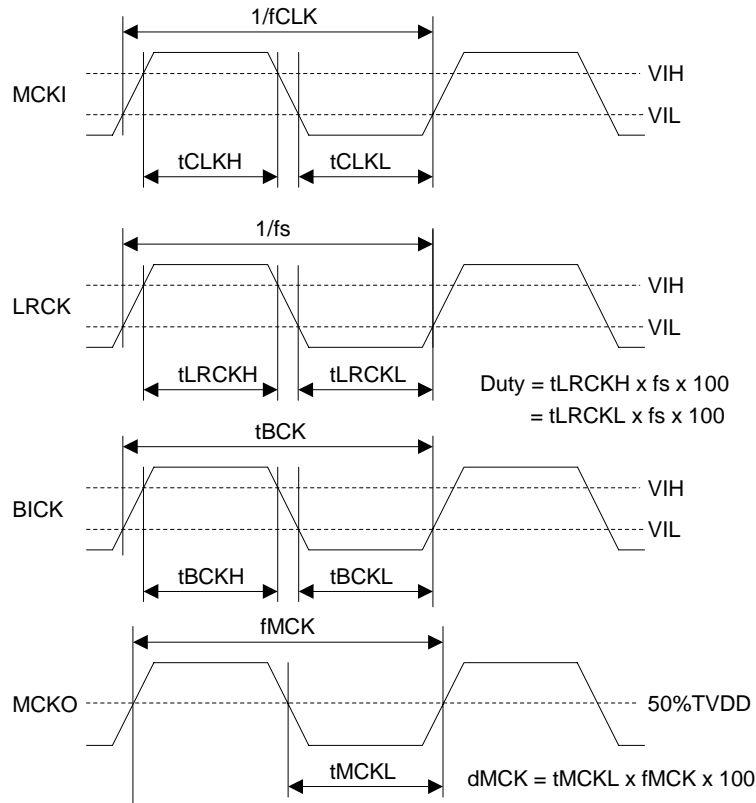 1/fCLK
VIH
MCKI
VIL
tCLKH
tCLKL
1/fs
VIH
LRCK
VIL
tLRCKH
tLRCKL
Duty = tLRCKH x fs x 100
= tLRCKL x fs x 100
tBCK
VIH
BICK
VIL
tBCKH
tBCKL
fMCK
MCKO
50%TVDD
tMCKL
dMCK = tMCKL x fMCK x 100